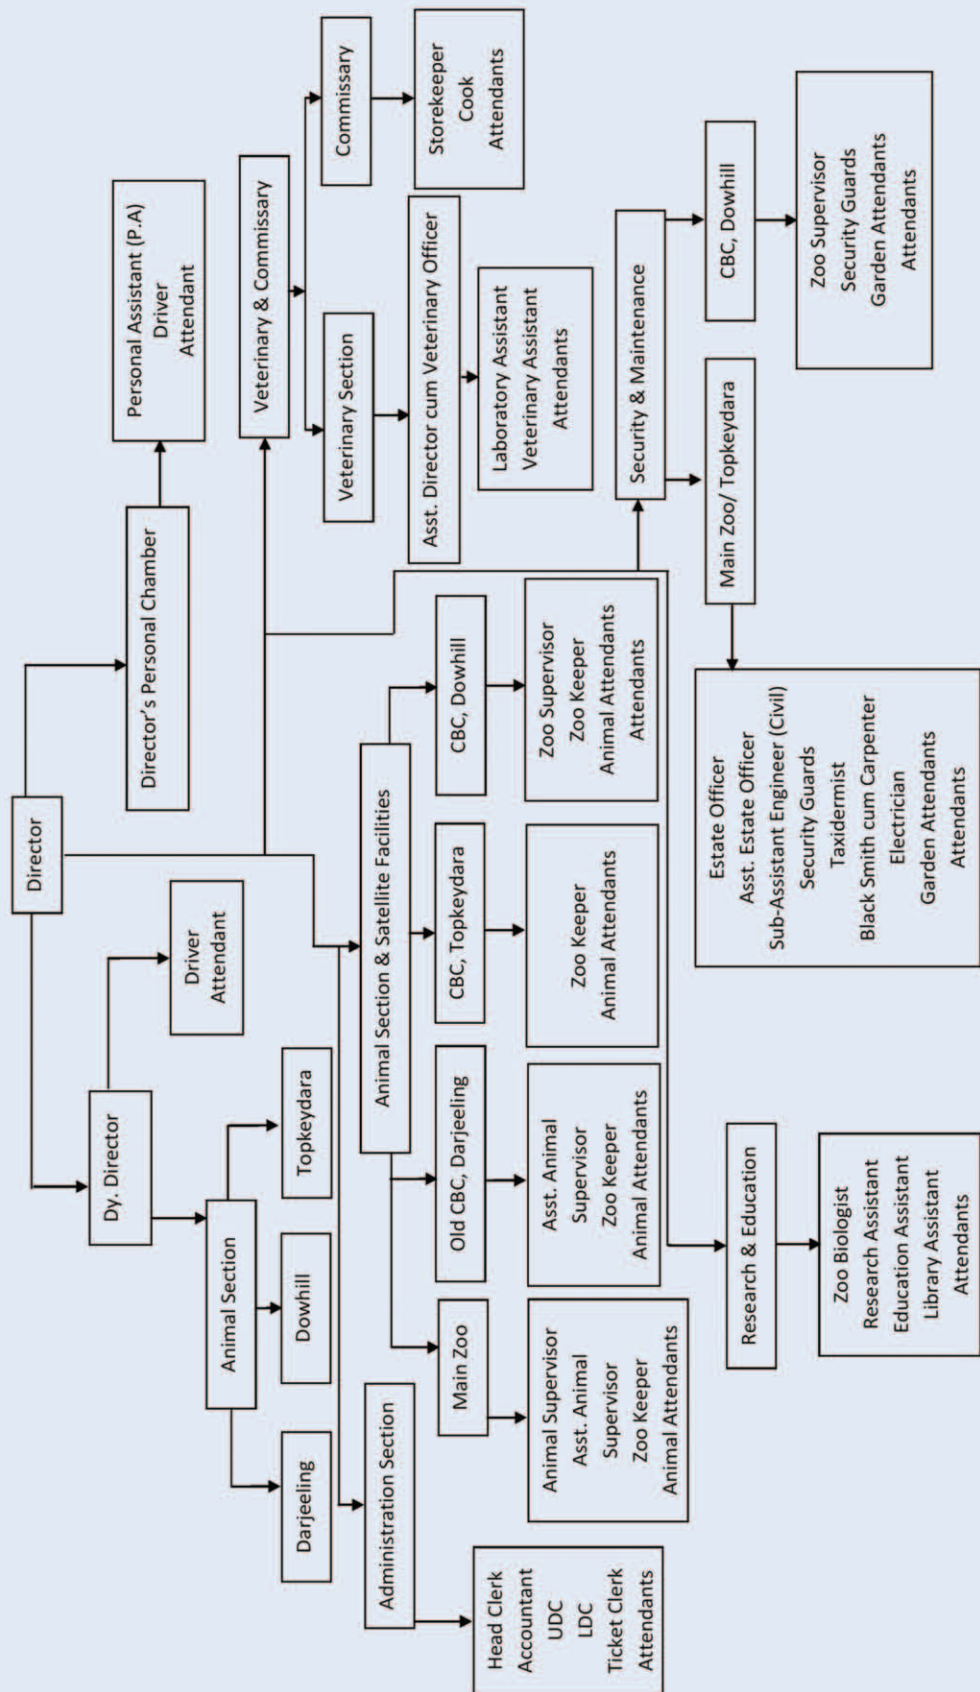 Director
Dy. Director
Driver
Attendant
Director's Personal Chamber
Personal Assistant (P.A)
Driver
Attendant
Animal Section
Darjeeling
Dowhill
Topkeydara
Veterinary & Commissary
Veterinary Section
Commissary
Asst. Director cum Veterinary Officer
Storekeeper
Cook
Attendants
Laboratory Assistant
Veterinary Assistant
Attendants
Administration Section
Animal Section & Satellite Facilities
Head Clerk
Accountant
UDC
LDC
Ticket Clerk
Attendants
Main Zoo
Old CBC, Darjeeling
CBC, Topkeydara
CBC, Dowhill
Animal Supervisor
Asst. Animal
Supervisor
Zoo Keeper
Animal Attendants
Asst. Animal
Supervisor
Zoo Keeper
Animal Attendants
Zoo Keeper
Animal Attendants
Zoo Supervisor
Zoo Keeper
Animal Attendants
Attendants
Security & Maintenance
Research & Education
Main Zoo/ Topkeydara
CBC, Dowhill
Zoo Biologist
Research Assistant
Education Assistant
Library Assistant
Attendants
Estate Officer
Asst. Estate Officer
Sub-Assistant Engineer (Civil)
Security Guards
Taxidermist
Black Smith cum Carpenter
Electrician
Garden Attendants
Attendants
Zoo Supervisor
Security Guards
Garden Attendants
Attendants